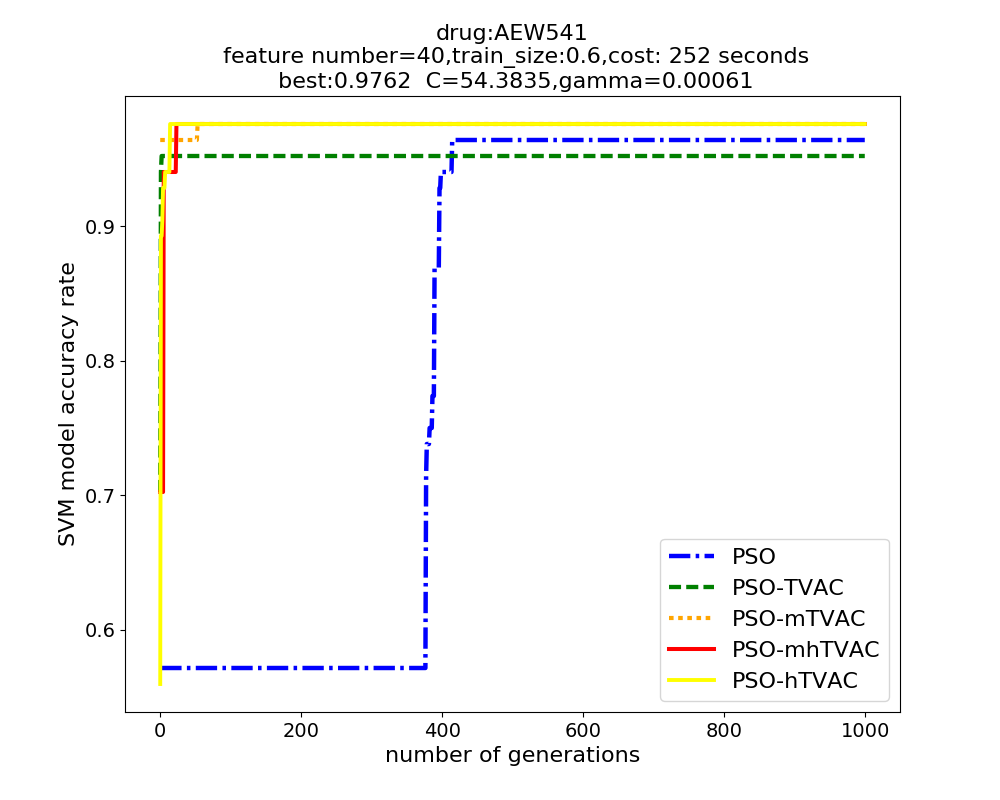 drug:AEW541
feature number=40,train_size:0.6,cost: 252 seconds
best:0.9762  C=54.3835,gamma=0.00061
SVM model accuracy rate
0.9
0.8
0.7
0.6
0 200 400 600 800 1000
number of generations
PSO
PSO-TVAC
PSO-mTVAC
PSO-mhTVAC
PSO-hTVAC